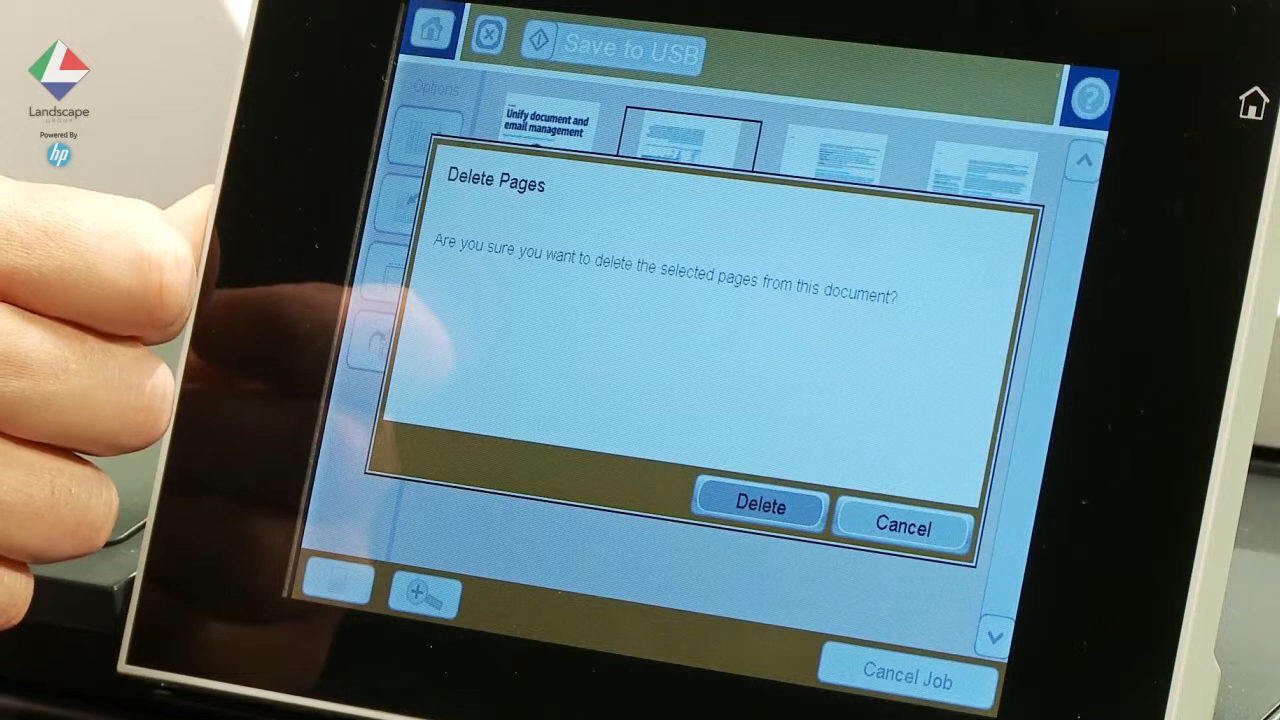 Landscape
GROUP
Powered By
hp
Save to USB
?
Options
Unify document and
email management
Delete Pages
Are you sure you want to delete the selected pages from this document?
Delete
Cancel
Cancel Job